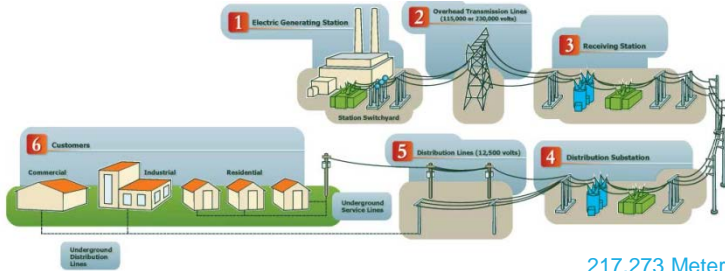 1 Electric Generating Station
2 Overhead Transmission Lines
(115,000 or 230,000 volts)
3 Receiving Station
Station Switchyard
6 Customers
Commercial
Industrial
Residential
5 Distribution Lines (12,500 volts)
4 Distribution Substation
Underground
Service Lines
Underground
Distribution
Lines
217,273 Meter